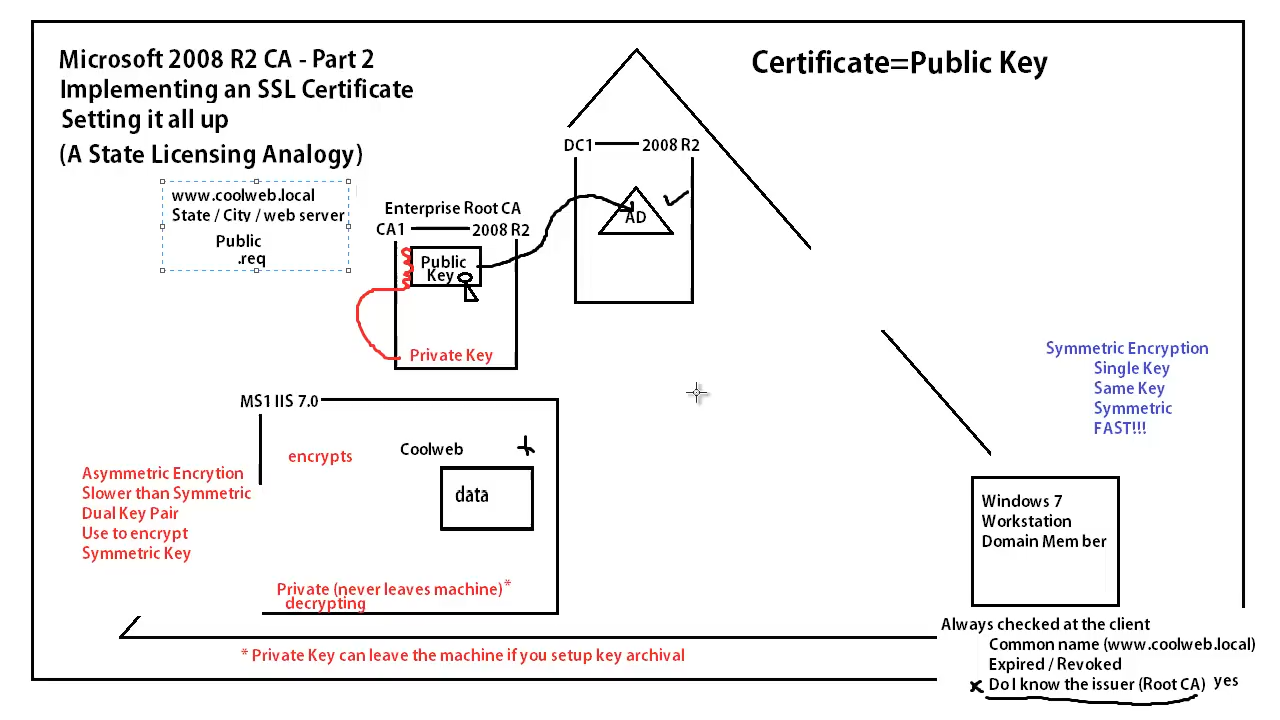 Microsoft 2008 R2 CA - Part 2
Implementing an SSL Certificate
Setting it all up
(A State Licensing Analogy)
Certificate=Public Key
www.coolweb.local
State / City / web server
Public
.req
Enterprise Root CA
CA1 2008 R2
Public
Key
Private Key
DC1 2008 R2
AD
Symmetric Encryption
Single Key
Same Key
Symmetric
FAST!!!
MS1 IIS 7.0
encrypts
Coolweb
data
Asymmetric Encrytion
Slower than Symmetric
Dual Key Pair
Use to encrypt
Symmetric Key
Private (never leaves machine)*
decrypting
* Private Key can leave the machine if you setup key archival
Windows 7
Workstation
Domain Member
Always checked at the client
Common name (www.coolweb.local)
Expired / Revoked
x Do I know the issuer (Root CA) yes